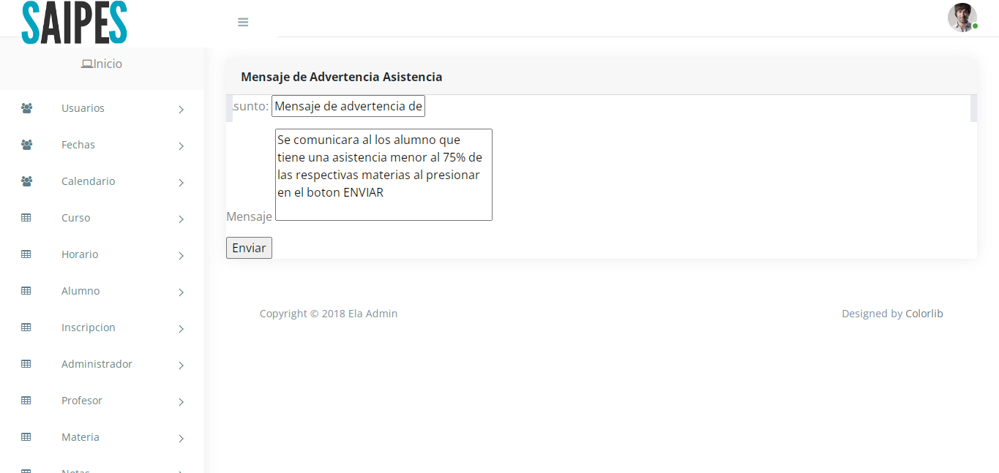 SAIPES
Inicio
Usuarios
Fechas
Calendario
Curso
Horario
Alumno
Inscripcion
Administrador
Profesor
Materia
Notas
Mensaje de Advertencia Asistencia
sunto: Mensaje de advertencia de
Se comunicara al los alumno que
tiene una asistencia menor al 75% de
las respectivas materias al presionar
en el boton ENVIAR
Mensaje
Enviar
Copyright © 2018 Ela Admin
Designed by Colorlib